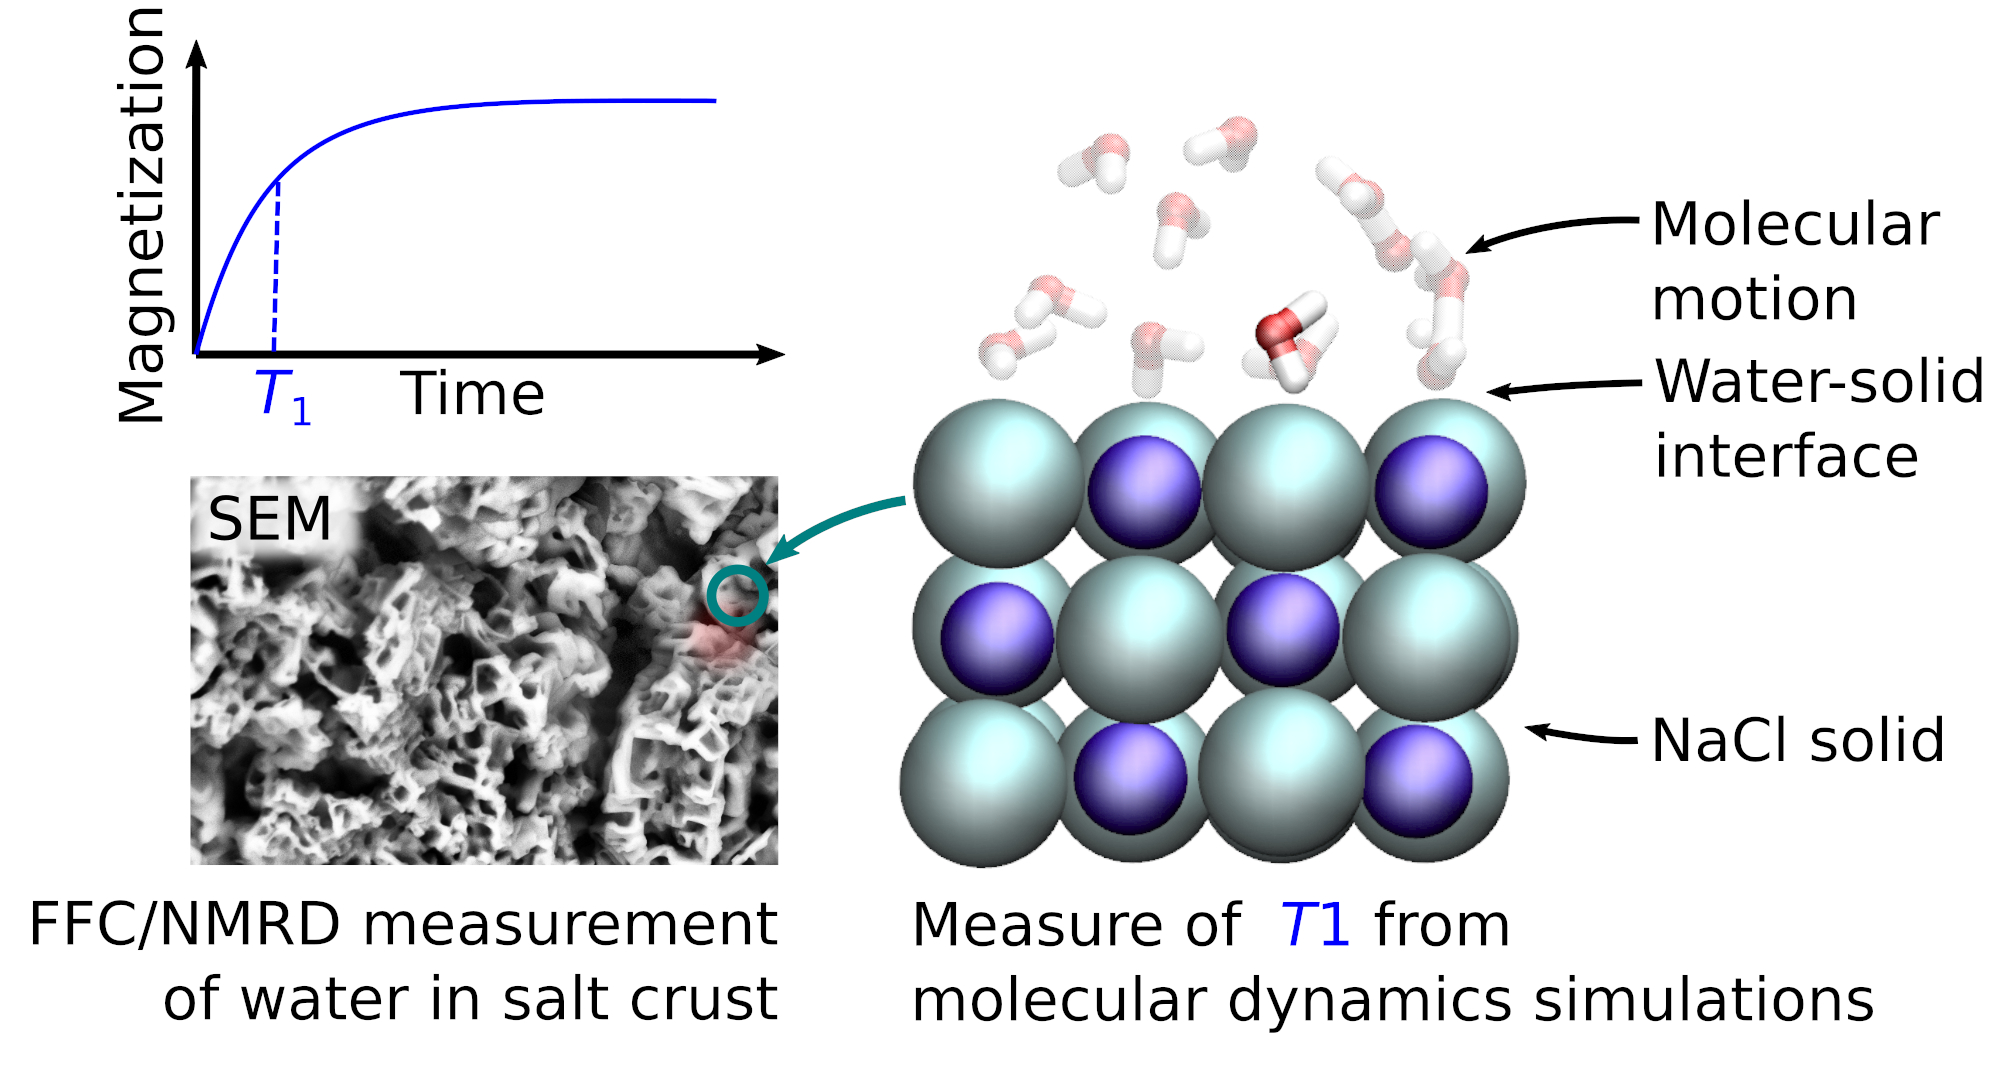 Magnetization
T1
Time
SEM
FFC/NMRD measurement
of water in salt crust
Molecular
motion
Water-solid
interface
NaCl solid
Measure of T1 from
molecular dynamics simulations